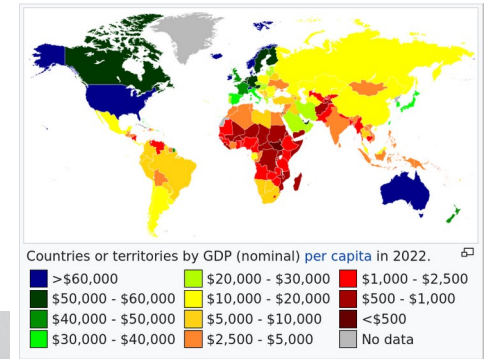 Countries or territories by GDP (nominal) per capita in 2022.
>$60,000
$50,000 - $60,000
$40,000 - $50,000
$30,000 - $40,000
$20,000 - $30,000
$10,000 - $20,000
$5,000 - $10,000
$2,500 - $5,000
$1,000 - $2,500
$500 - $1,000
<$500
No data